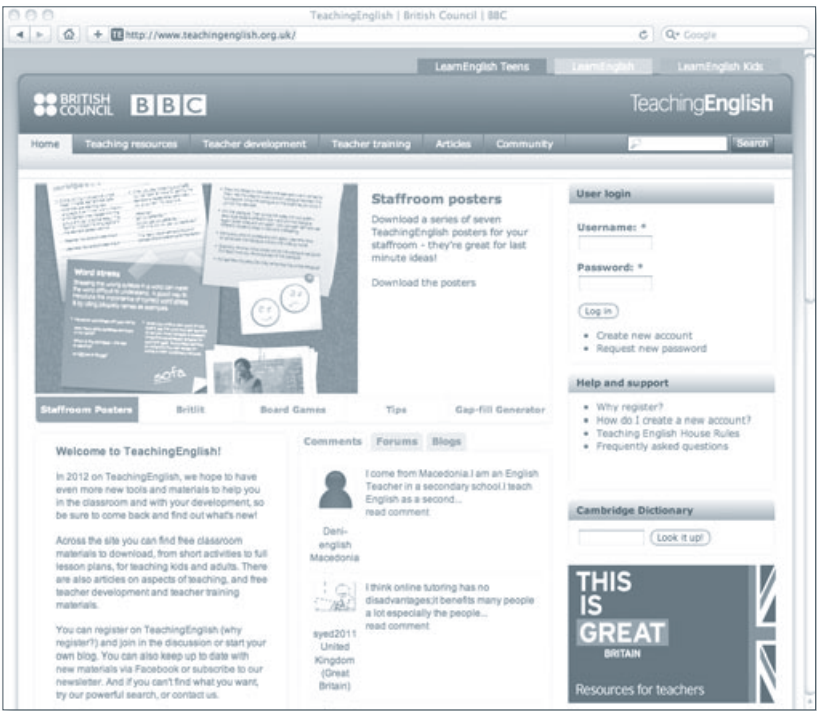 TeachingEnglish | British Council | BBC
http://www.teachingenglish.org.uk/
Google
LearnEnglish Teens
LearnEnglish
LearnEnglish Kids
BRITISH
COUNCIL
BBC
TeachingEnglish
Home
Teaching resources
Teacher development
Teacher training
Articles
Community
Search
Word stress
sofa
Staffroom posters
Download a series of seven
TeachingEnglish posters for your
staffroom - they're great for last
minute ideas!
Download the posters
Staffroom Posters
Britlit
Board Games
Tips
Gap-fill Generator
User login
Username: *
Password: *
Log in
Create new account
Request new password
Help and support
Why register?
How do I create a new account?
Teaching English House Rules
Frequently asked questions
Cambridge Dictionary
Look it up!
THIS
IS
GREAT
BRITAIN
Resources for teachers
Welcome to TeachingEnglish!
In 2012 on TeachingEnglish, we hope to have
even more new tools and materials to help you
in the classroom and with your development, so
be sure to come back and find out what's new!
Across the site you can find free classroom
materials to download, from short activities to full
lesson plans, for teaching kids and adults. There
are also articles on aspects of teaching, and free
teacher development and teacher training
materials.
You can register on TeachingEnglish (why
register?) and join in the discussion or start your
own blog. You can also keep up to date with
new materials via Facebook or subscribe to our
newsletter. And if you can't find what you want,
try our powerful search, or contact us.
Comments
Forums
Blogs
I come from Macedonia.I am an English
Teacher in a secondary school.I teach
English as a second...
read comment
Deni-
english
Macedonia
I think online tutoring has no
disadvantages;it benefits many people
a lot especially the people...
read comment
syed2011
United
Kingdom
(Great
Britain)